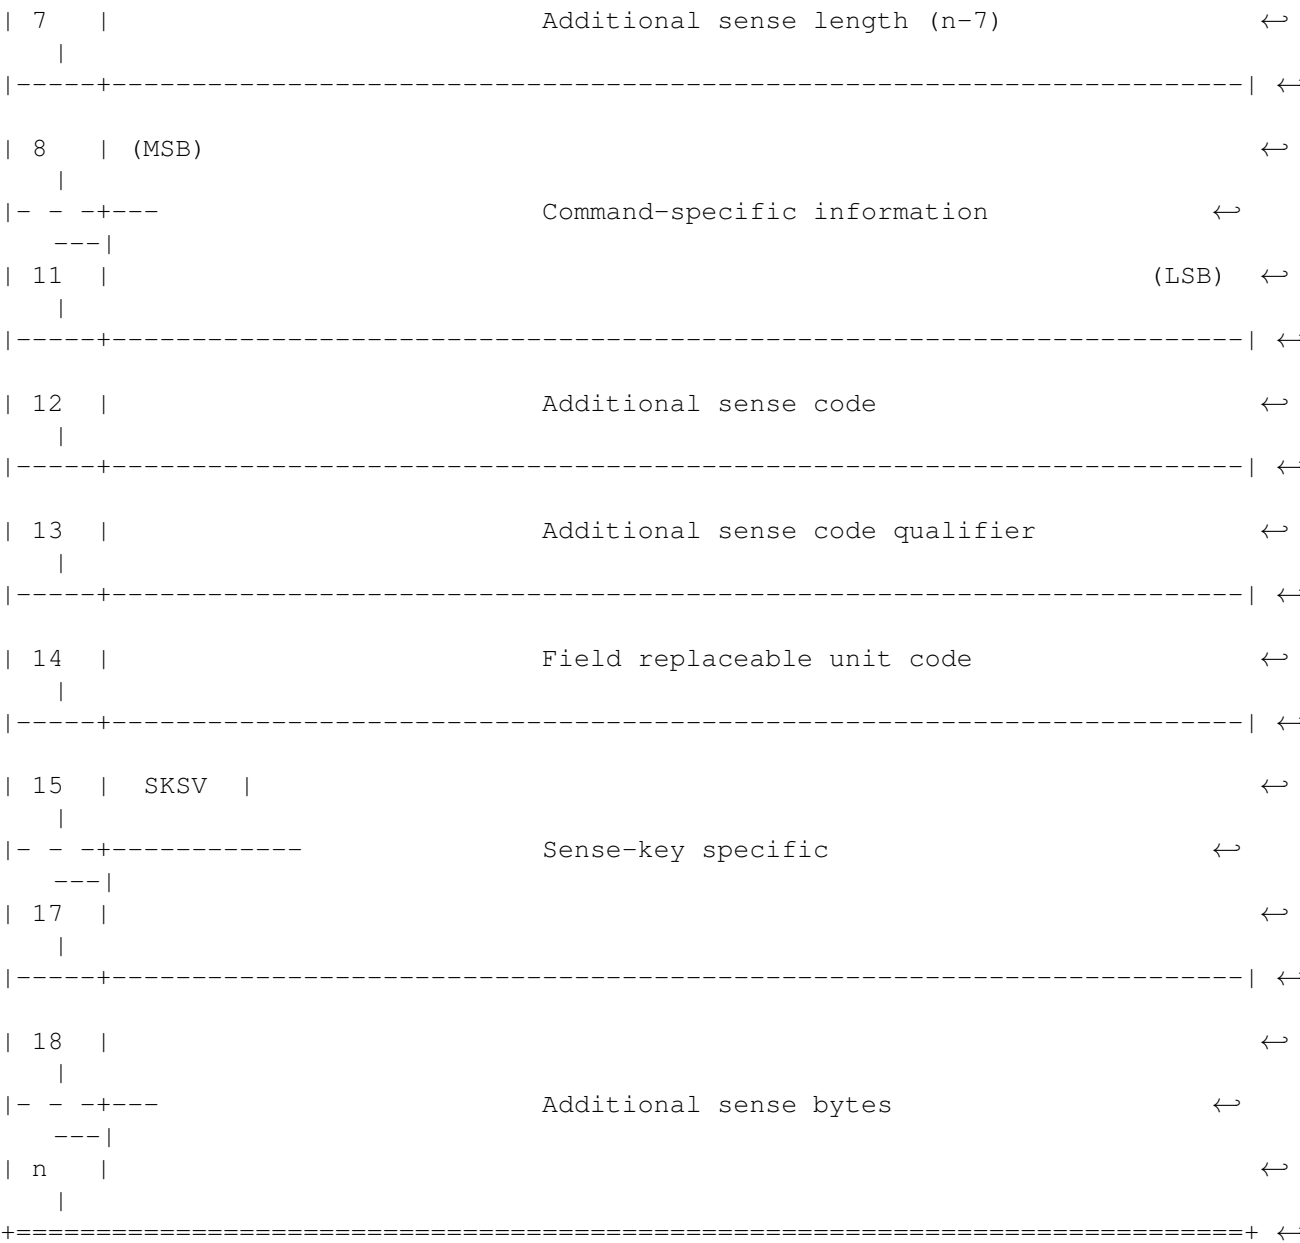 | 7   |                           Additional sense length (n-7)                ↩
   |
|-----+-----------------------------------------------------------------------| ↩
| 8   | (MSB)                                                                  ↩
   |
|- - -+---                        Command-specific information              ↩
   ---|
| 11  |                                                                 (LSB)  ↩
   |
|-----+-----------------------------------------------------------------------| ↩
| 12  |                           Additional sense code                        ↩
   |
|-----+-----------------------------------------------------------------------| ↩
| 13  |                           Additional sense code qualifier              ↩
   |
|-----+-----------------------------------------------------------------------| ↩
| 14  |                           Field replaceable unit code                  ↩
   |
|-----+-----------------------------------------------------------------------| ↩
| 15  |  SKSV  |                                                               ↩
   |
|- - -+------------               Sense-key specific                        ↩
   ---|
| 17  |                                                                        ↩
   |
|-----+-----------------------------------------------------------------------| ↩
| 18  |                                                                        ↩
   |
|- - -+---                        Additional sense bytes                    ↩
   ---|
| n   |                                                                        ↩
   |
+=============================================================================+ ↩